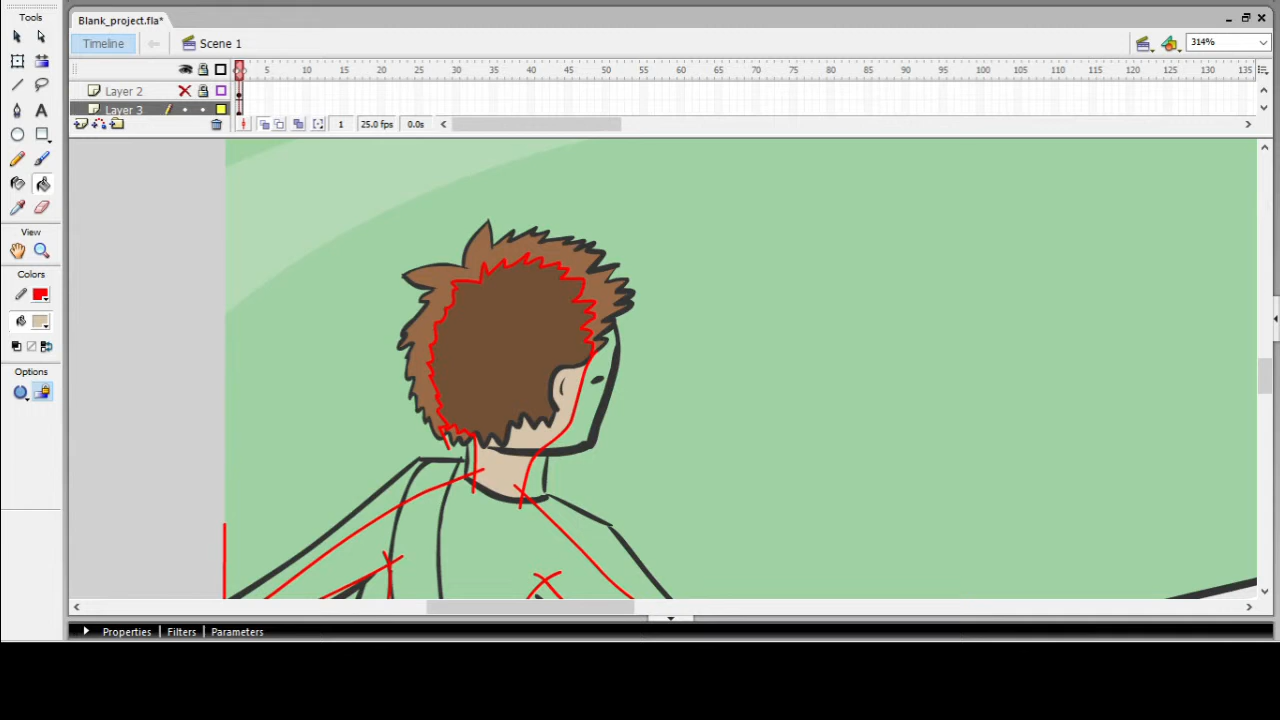 Tools
Blank_project.fla*
Timeline
Scene 1
314%
5 10 15 20 25 30 35 40 45 50 55 60 65 70 75 80 85 90 95 100 105 110 115 120 125 130 135
Layer 2
Layer 3
1 25.0 fps 0.0s
A
View
Colors
Options
Properties Filters Parameters